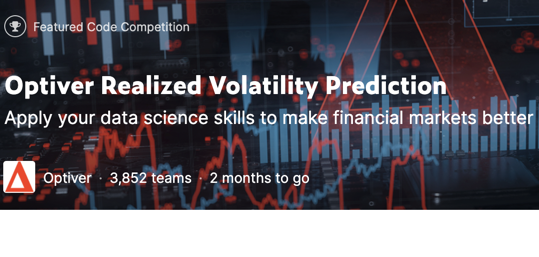 Featured Code Competition
Optiver Realized Volatility Prediction
Apply your data science skills to make financial markets better
Optiver · 3,852 teams · 2 months to go